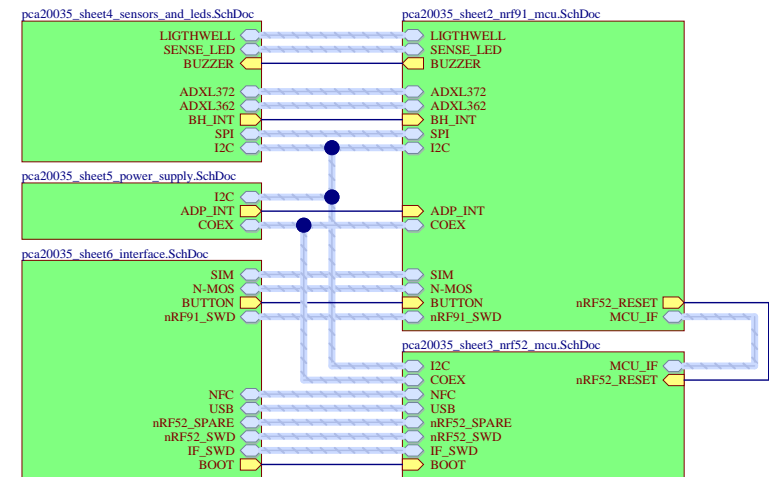 pca20035_sheet4_sensors_and_leds.SchDoc
LIGTHWELL
SENSE_LED
BUZZER
ADXL372
ADXL362
BH_INT
SPI
I2C
pca20035_sheet2_nrf91_mcu.SchDoc
LIGTHWELL
SENSE_LED
BUZZER
ADXL372
ADXL362
BH_INT
SPI
I2C
ADP_INT
COEX
SIM
N-MOS
BUTTON
nRF91_SWD
nRF52_RESET
MCU_IF
pca20035_sheet5_power_supply.SchDoc
I2C
ADP_INT
COEX
pca20035_sheet6_interface.SchDoc
SIM
N-MOS
BUTTON
nRF91_SWD
NFC
USB
nRF52_SPARE
nRF52_SWD
IF_SWD
BOOT
pca20035_sheet3_nrf52_mcu.SchDoc
I2C
COEX
NFC
USB
nRF52_SPARE
nRF52_SWD
IF_SWD
BOOT
MCU_IF
nRF52_RESET